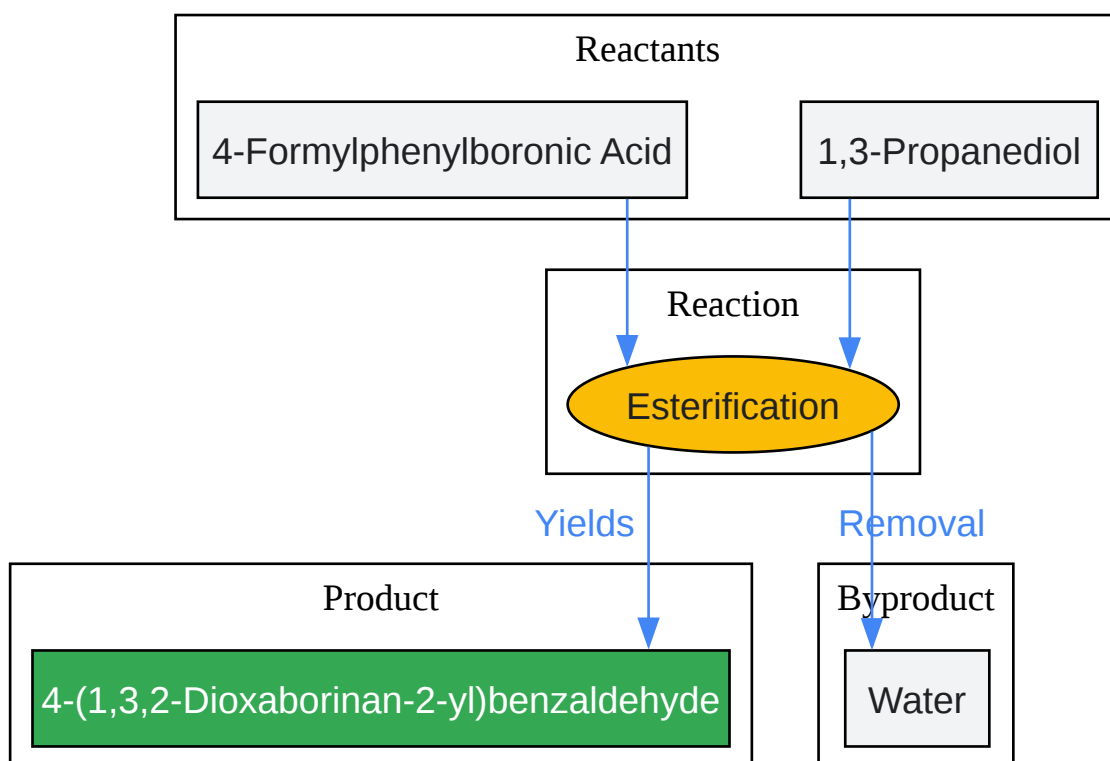 Reactants
4-Formylphenylboronic Acid
1,3-Propanediol
Reaction
Esterification
Yields
Removal
Product
Byproduct
4-(1,3,2-Dioxaborinan-2-yl)benzaldehyde
Water